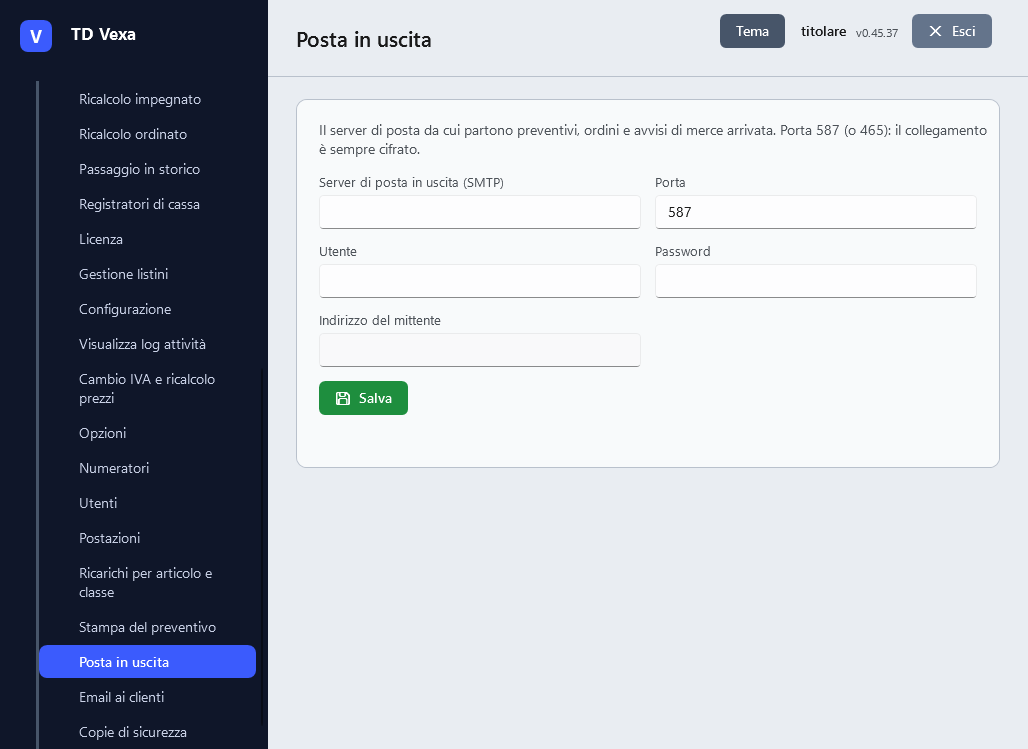 V
TD Vexa
Ricalcolo impegnato
Ricalcolo ordinato
Passaggio in storico
Registratori di cassa
Licenza
Gestione listini
Configurazione
Visualizza log attività
Cambio IVA e ricalcolo
prezzi
Opzioni
Numeratori
Utenti
Postazioni
Ricarichi per articolo e
classe
Stampa del preventivo
Posta in uscita
Email ai clienti
Copie di sicurezza
Posta in uscita
Tema
titolare v0.45.37
Esci
Il server di posta da cui partono preventivi, ordini e avvisi di merce arrivata. Porta 587 (o 465): il collegamento
è sempre cifrato.
Server di posta in uscita (SMTP)
Porta
587
Utente
Password
Indirizzo del mittente
Salva